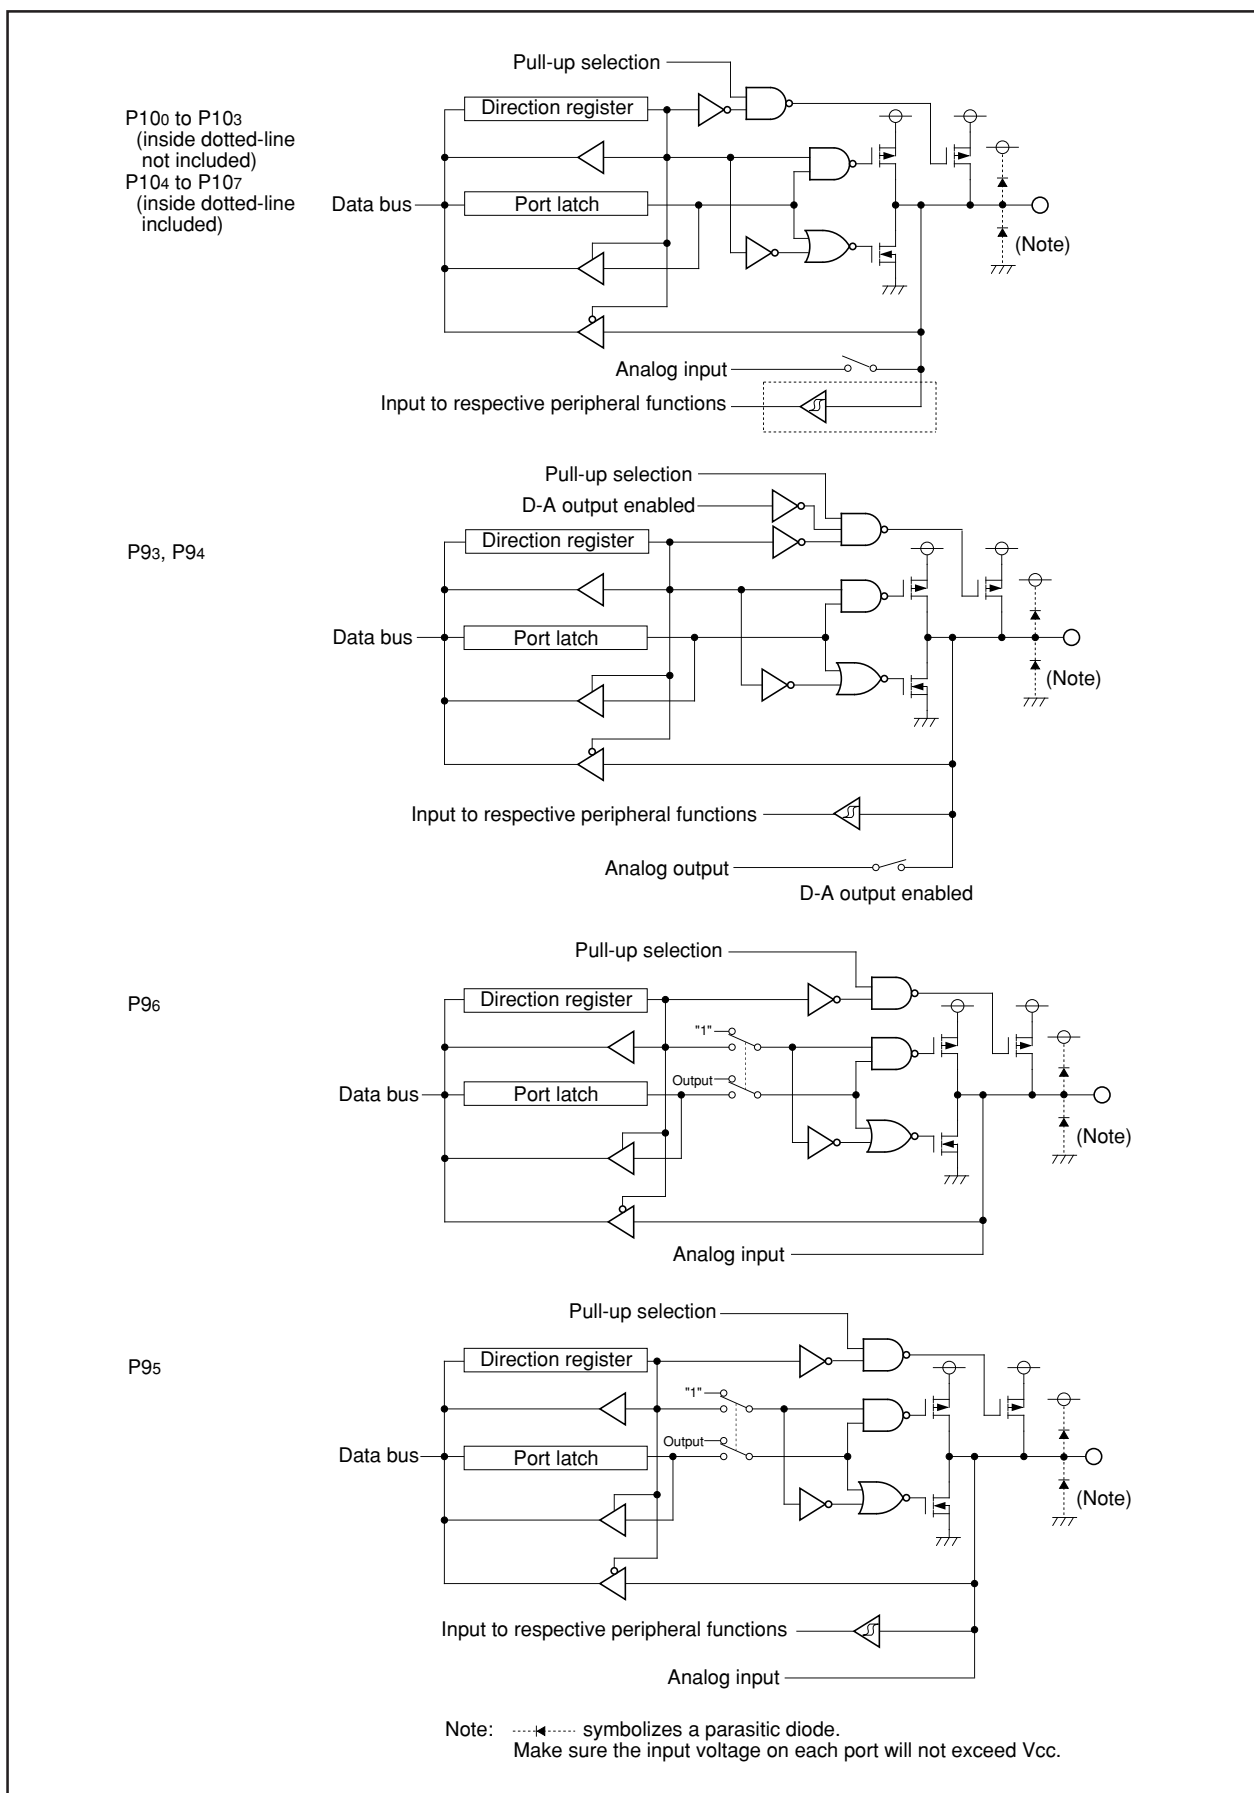 Pull-up selection
Direction register
P100 to P103
(inside dotted-line
not included)
P104 to P107
(inside dotted-line
included)
Data bus
Port latch
(Note)
Analog input
Input to respective peripheral functions
Pull-up selection
D-A output enabled
Direction register
P93, P94
Data bus
Port latch
(Note)
Input to respective peripheral functions
Analog output
D-A output enabled
Pull-up selection
P96
Direction register
"1"
Output
Data bus
Port latch
(Note)
Analog input
Pull-up selection
P95
Direction register
"1"
Output
Data bus
Port latch
(Note)
Input to respective peripheral functions
Analog input
Note: symbolizes a parasitic diode.
Make sure the input voltage on each port will not exceed Vcc.